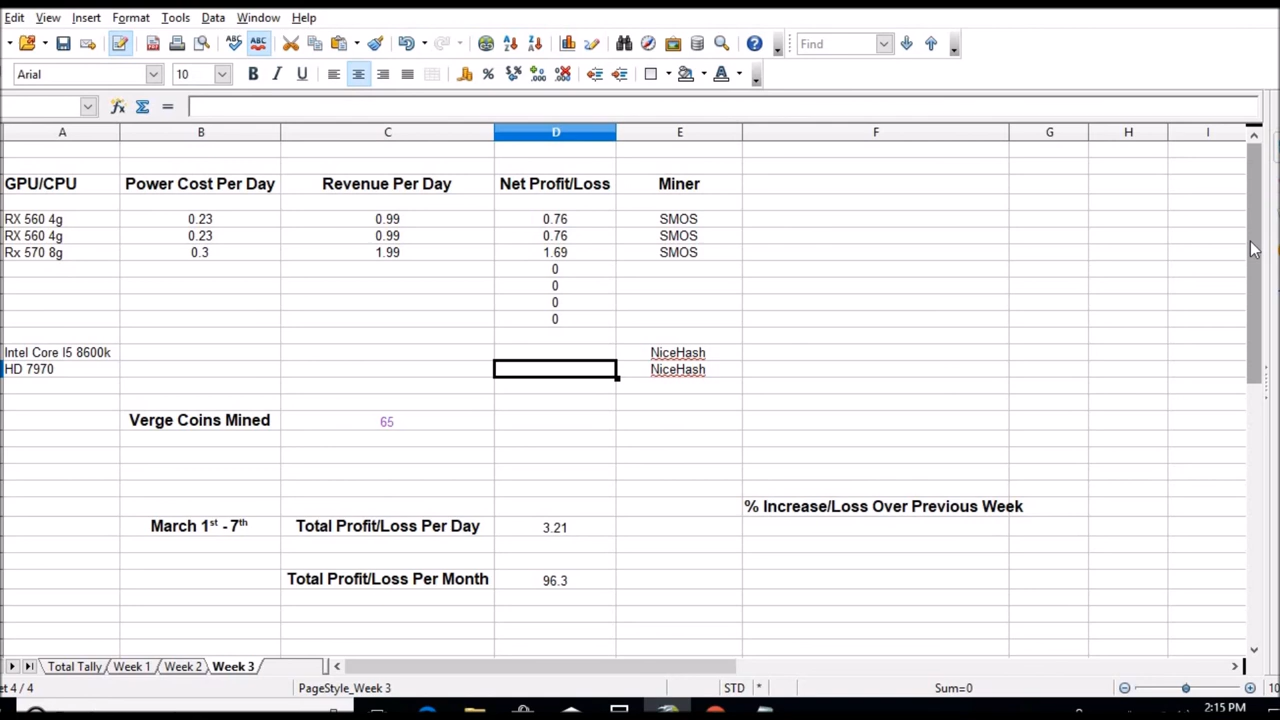 Edit View Insert Format Tools Data Window Help
Find
Arial 10
A B C D E F G H I
GPU/CPU Power Cost Per Day Revenue Per Day Net Profit/Loss Miner
RX 560 4g 0.23 0.99 0.76 SMOS
RX 560 4g 0.23 0.99 0.76 SMOS
Rx 570 8g 0.3 1.99 1.69 SMOS
0
0
0
0
Intel Core I5 8600k NiceHash
HD 7970 NiceHash
Verge Coins Mined 65
% Increase/Loss Over Previous Week
March 1st - 7th Total Profit/Loss Per Day 3.21
Total Profit/Loss Per Month 96.3
Total Tally Week 1 Week 2 Week 3
et 4 / 4 PageStyle_Week 3 STD * Sum=0 10
2:15 PM